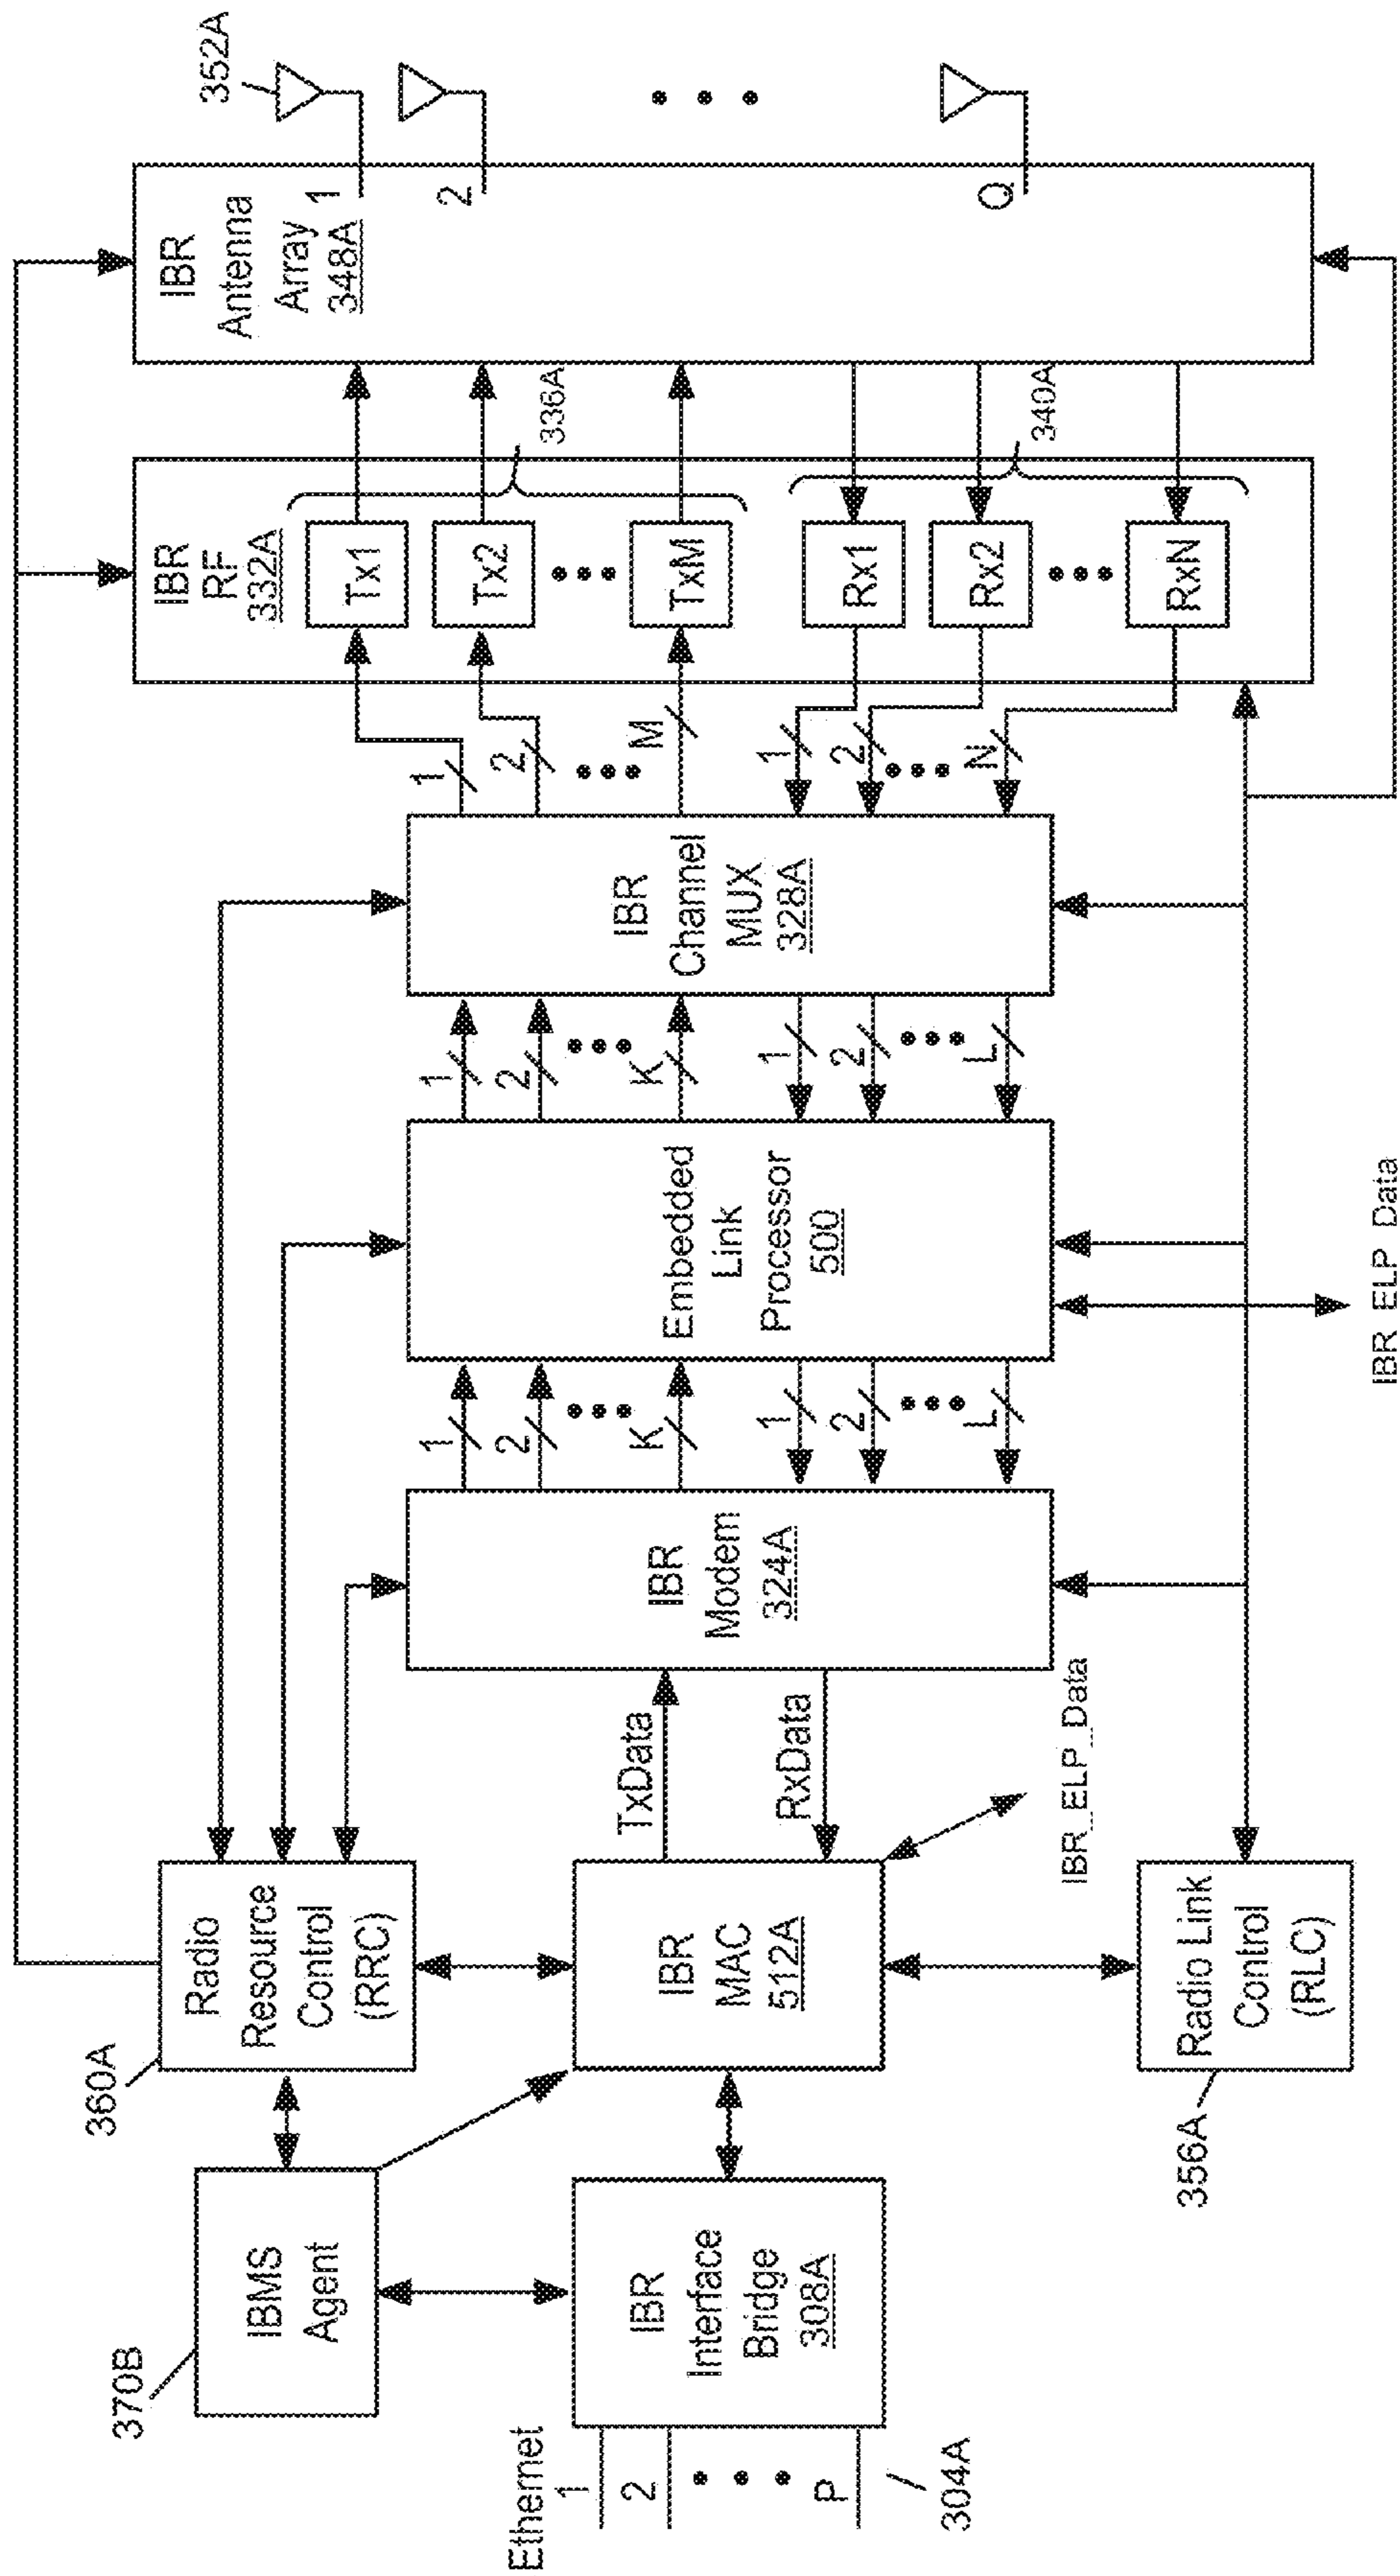 370B
IBMS
Agent
360A
Radio
Resource
Control
(RRC)
Ethernet
1
2
P
304A
IBR
Interface
Bridge
308A
IBR
MAC
512A
356A
Radio Link
Control
(RLC)
TxData
RxData
IBR_ELP_Data
IBR
Modem
324A
1
2
K
1
2
L
Embedded
Link
Processor
500
IBR_ELP_Data
1
2
K
1
2
L
IBR
Channel
MUX
328A
1
2
M
1
2
N
IBR
RF
332A
Tx1
Tx2
TxM
Rx1
Rx2
RxN
336A
340A
IBR
Antenna
Array
348A
1
2
Q
352A